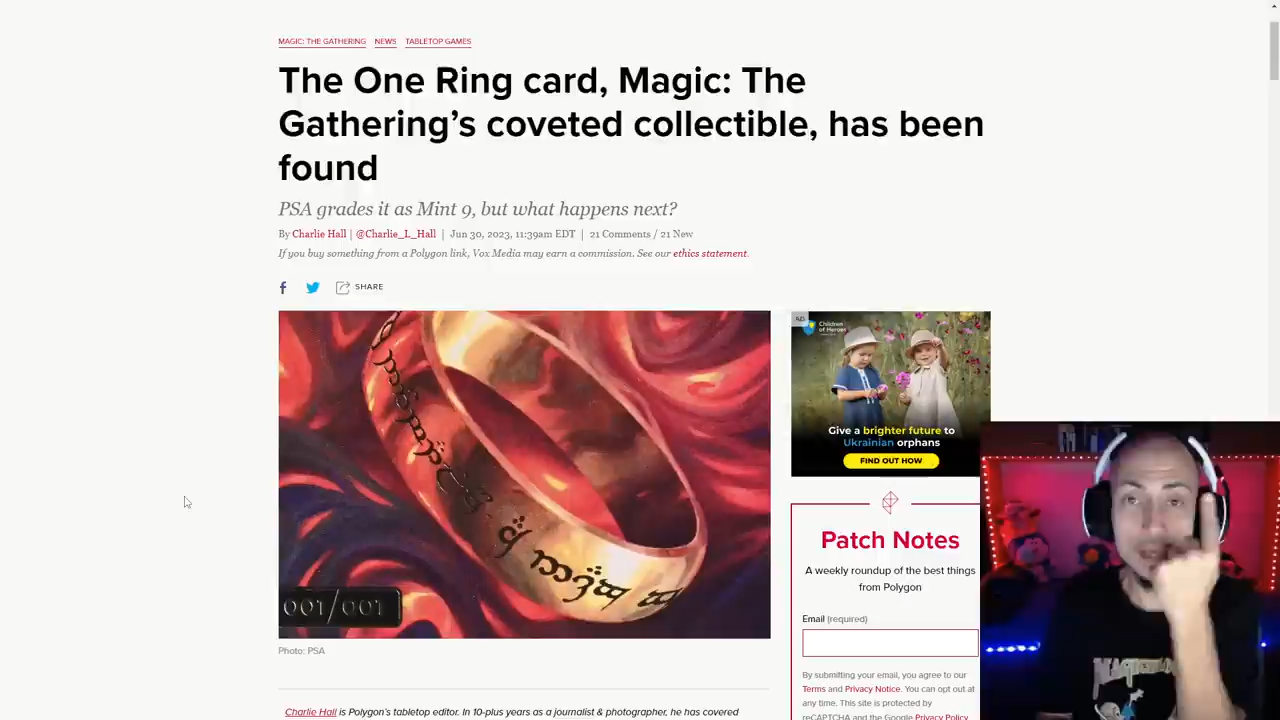 MAGIC: THE GATHERING NEWS TABLETOP GAMES
The One Ring card, Magic: The
Gathering’s coveted collectible, has been
found
PSA grades it as Mint 9, but what happens next?
By Charlie Hall | @Charlie_L_Hall | Jun 30, 2023, 11:39am EDT | 21 Comments / 21 New
If you buy something from a Polygon link, Vox Media may earn a commission. See our ethics statement.
SHARE
001/001
Photo: PSA
Charlie Hall is Polygon’s tabletop editor. In 10-plus years as a journalist & photographer, he has covered
Children
of Heroes
Give a brighter future to
Ukrainian orphans
FIND OUT HOW
Patch Notes
A weekly roundup of the best things
from Polygon
Email (required)
By submitting your email, you agree to our
Terms and Privacy Notice. You can opt out at
any time. This site is protected by
reCAPTCHA and the Google Privacy Policy